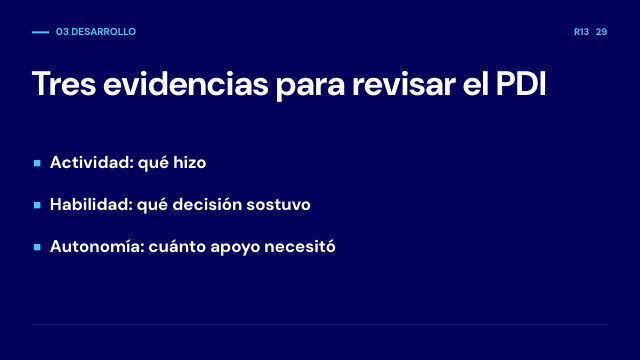 03 DESARROLLO
R13 29
Tres evidencias para revisar el PDI
Actividad: qué hizo
Habilidad: qué decisión sostuvo
Autonomía: cuánto apoyo necesitó